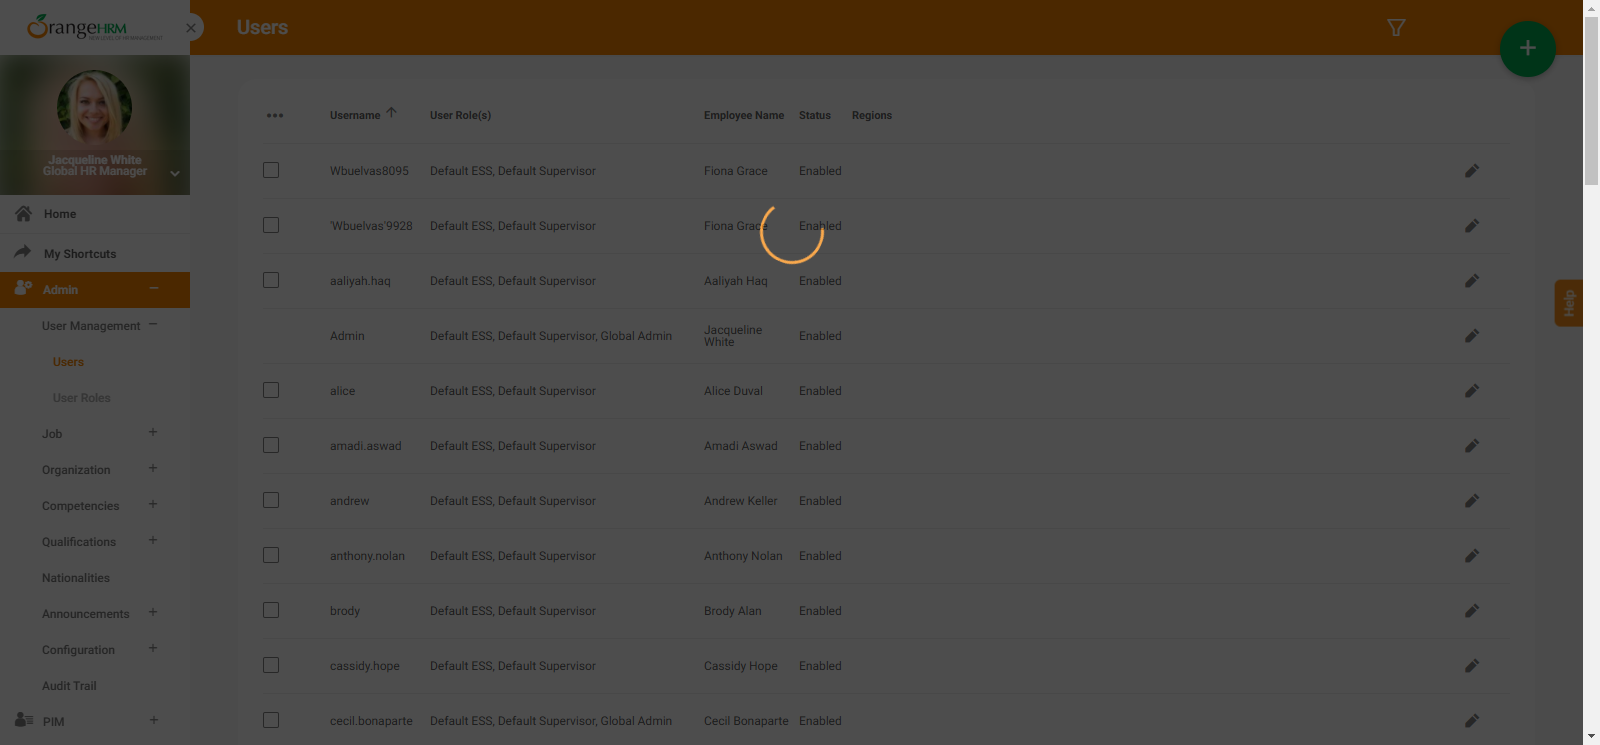 OrangeHRM
NEW LEVEL OF HR MANAGEMENT
Users
Jacqueline White
Global HR Manager
Home
My Shortcuts
Admin
User Management
Users
User Roles
Job
Organization
Competencies
Qualifications
Nationalities
Announcements
Configuration
Audit Trail
PIM
Username User Role(s) Employee Name Status Regions
Wbuelvas8095 Default ESS, Default Supervisor Fiona Grace Enabled
'Wbuelvas'9928 Default ESS, Default Supervisor Fiona Grace Enabled
aaliyah.haq Default ESS, Default Supervisor Aaliyah Haq Enabled
Admin Default ESS, Default Supervisor, Global Admin Jacqueline White Enabled
alice Default ESS, Default Supervisor Alice Duval Enabled
amadi.aswad Default ESS, Default Supervisor Amadi Aswad Enabled
andrew Default ESS, Default Supervisor Andrew Keller Enabled
anthony.nolan Default ESS, Default Supervisor Anthony Nolan Enabled
brody Default ESS, Default Supervisor Brody Alan Enabled
cassidy.hope Default ESS, Default Supervisor Cassidy Hope Enabled
cecil.bonaparte Default ESS, Default Supervisor, Global Admin Cecil Bonaparte Enabled
Help